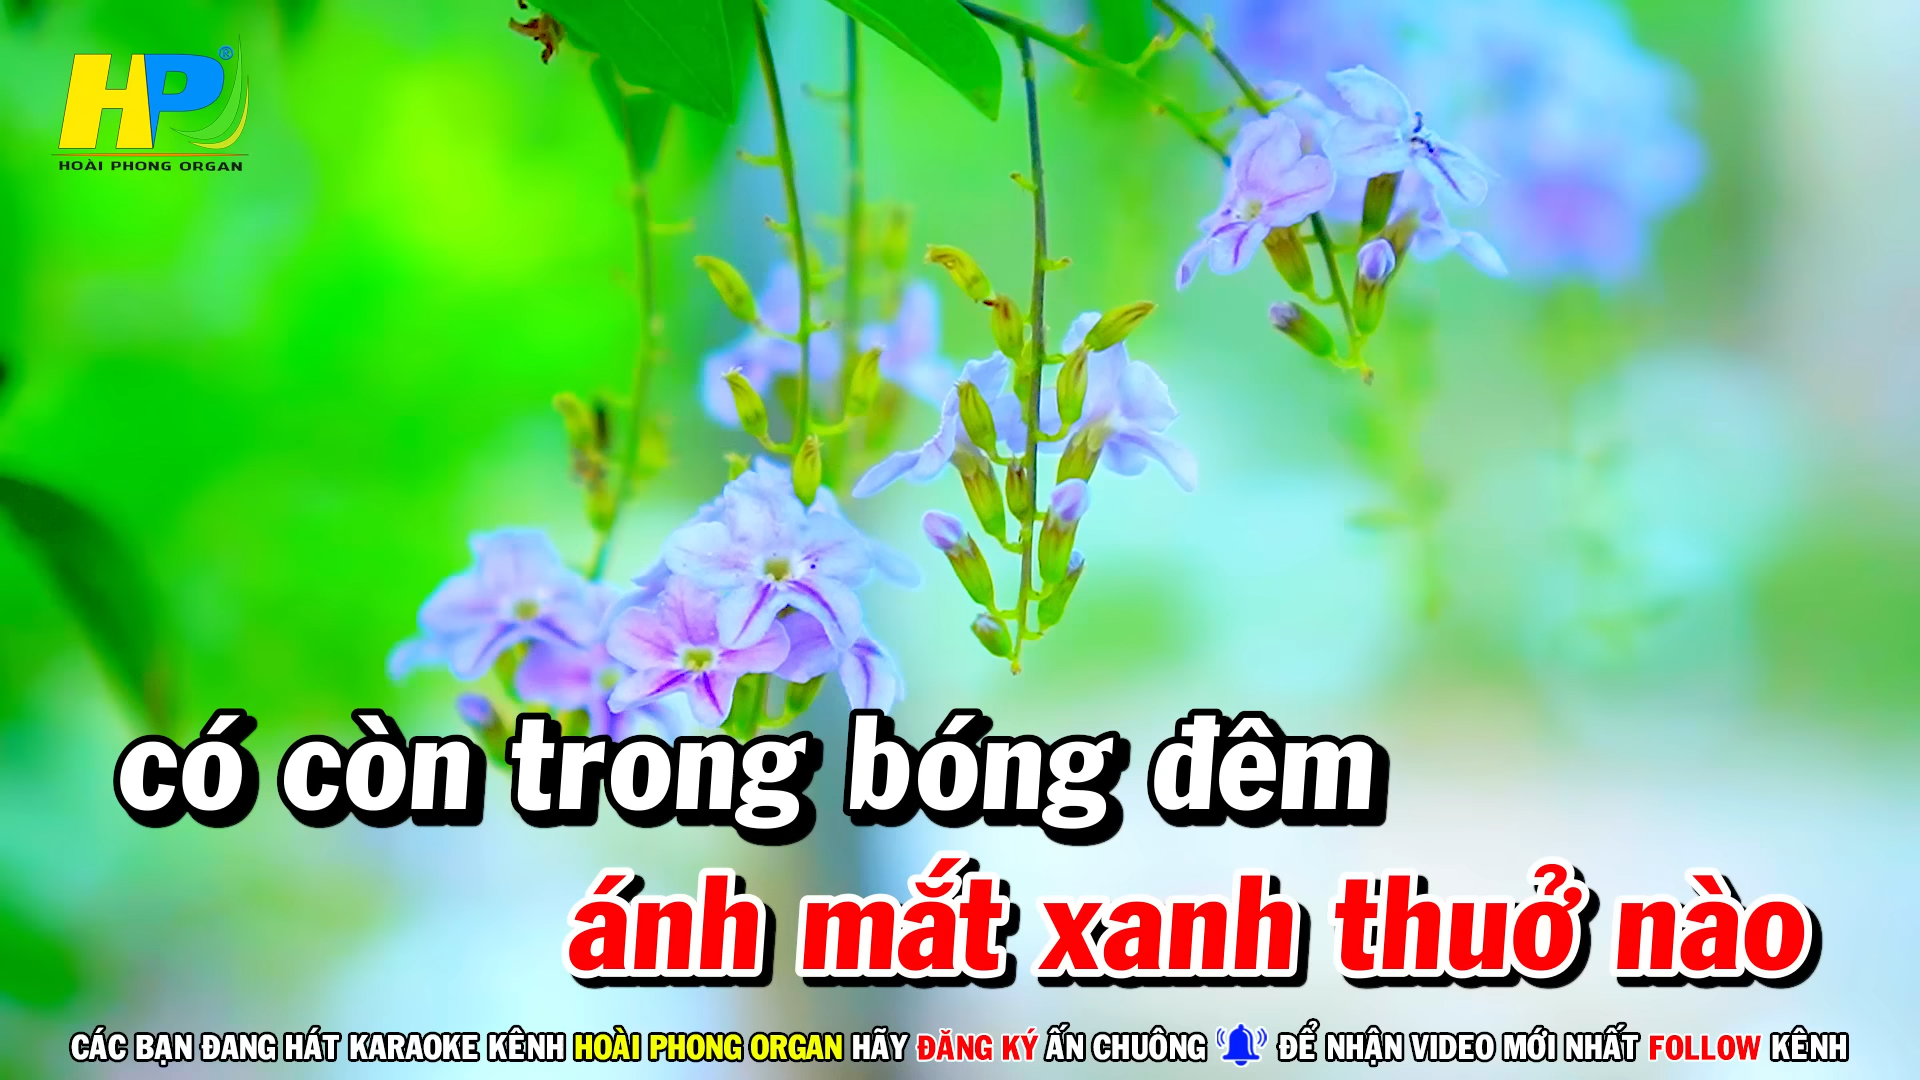 HP®
HOÀI PHONG ORGAN
có còn trong bóng đêm
ánh mắt xanh thuở nào
CÁC BẠN ĐANG HÁT KARAOKE KÊNH HOÀI PHONG ORGAN HÃY ĐĂNG KÝ ẤN CHUÔNG ĐỂ NHẬN VIDEO MỚI NHẤT FOLLOW KÊNH